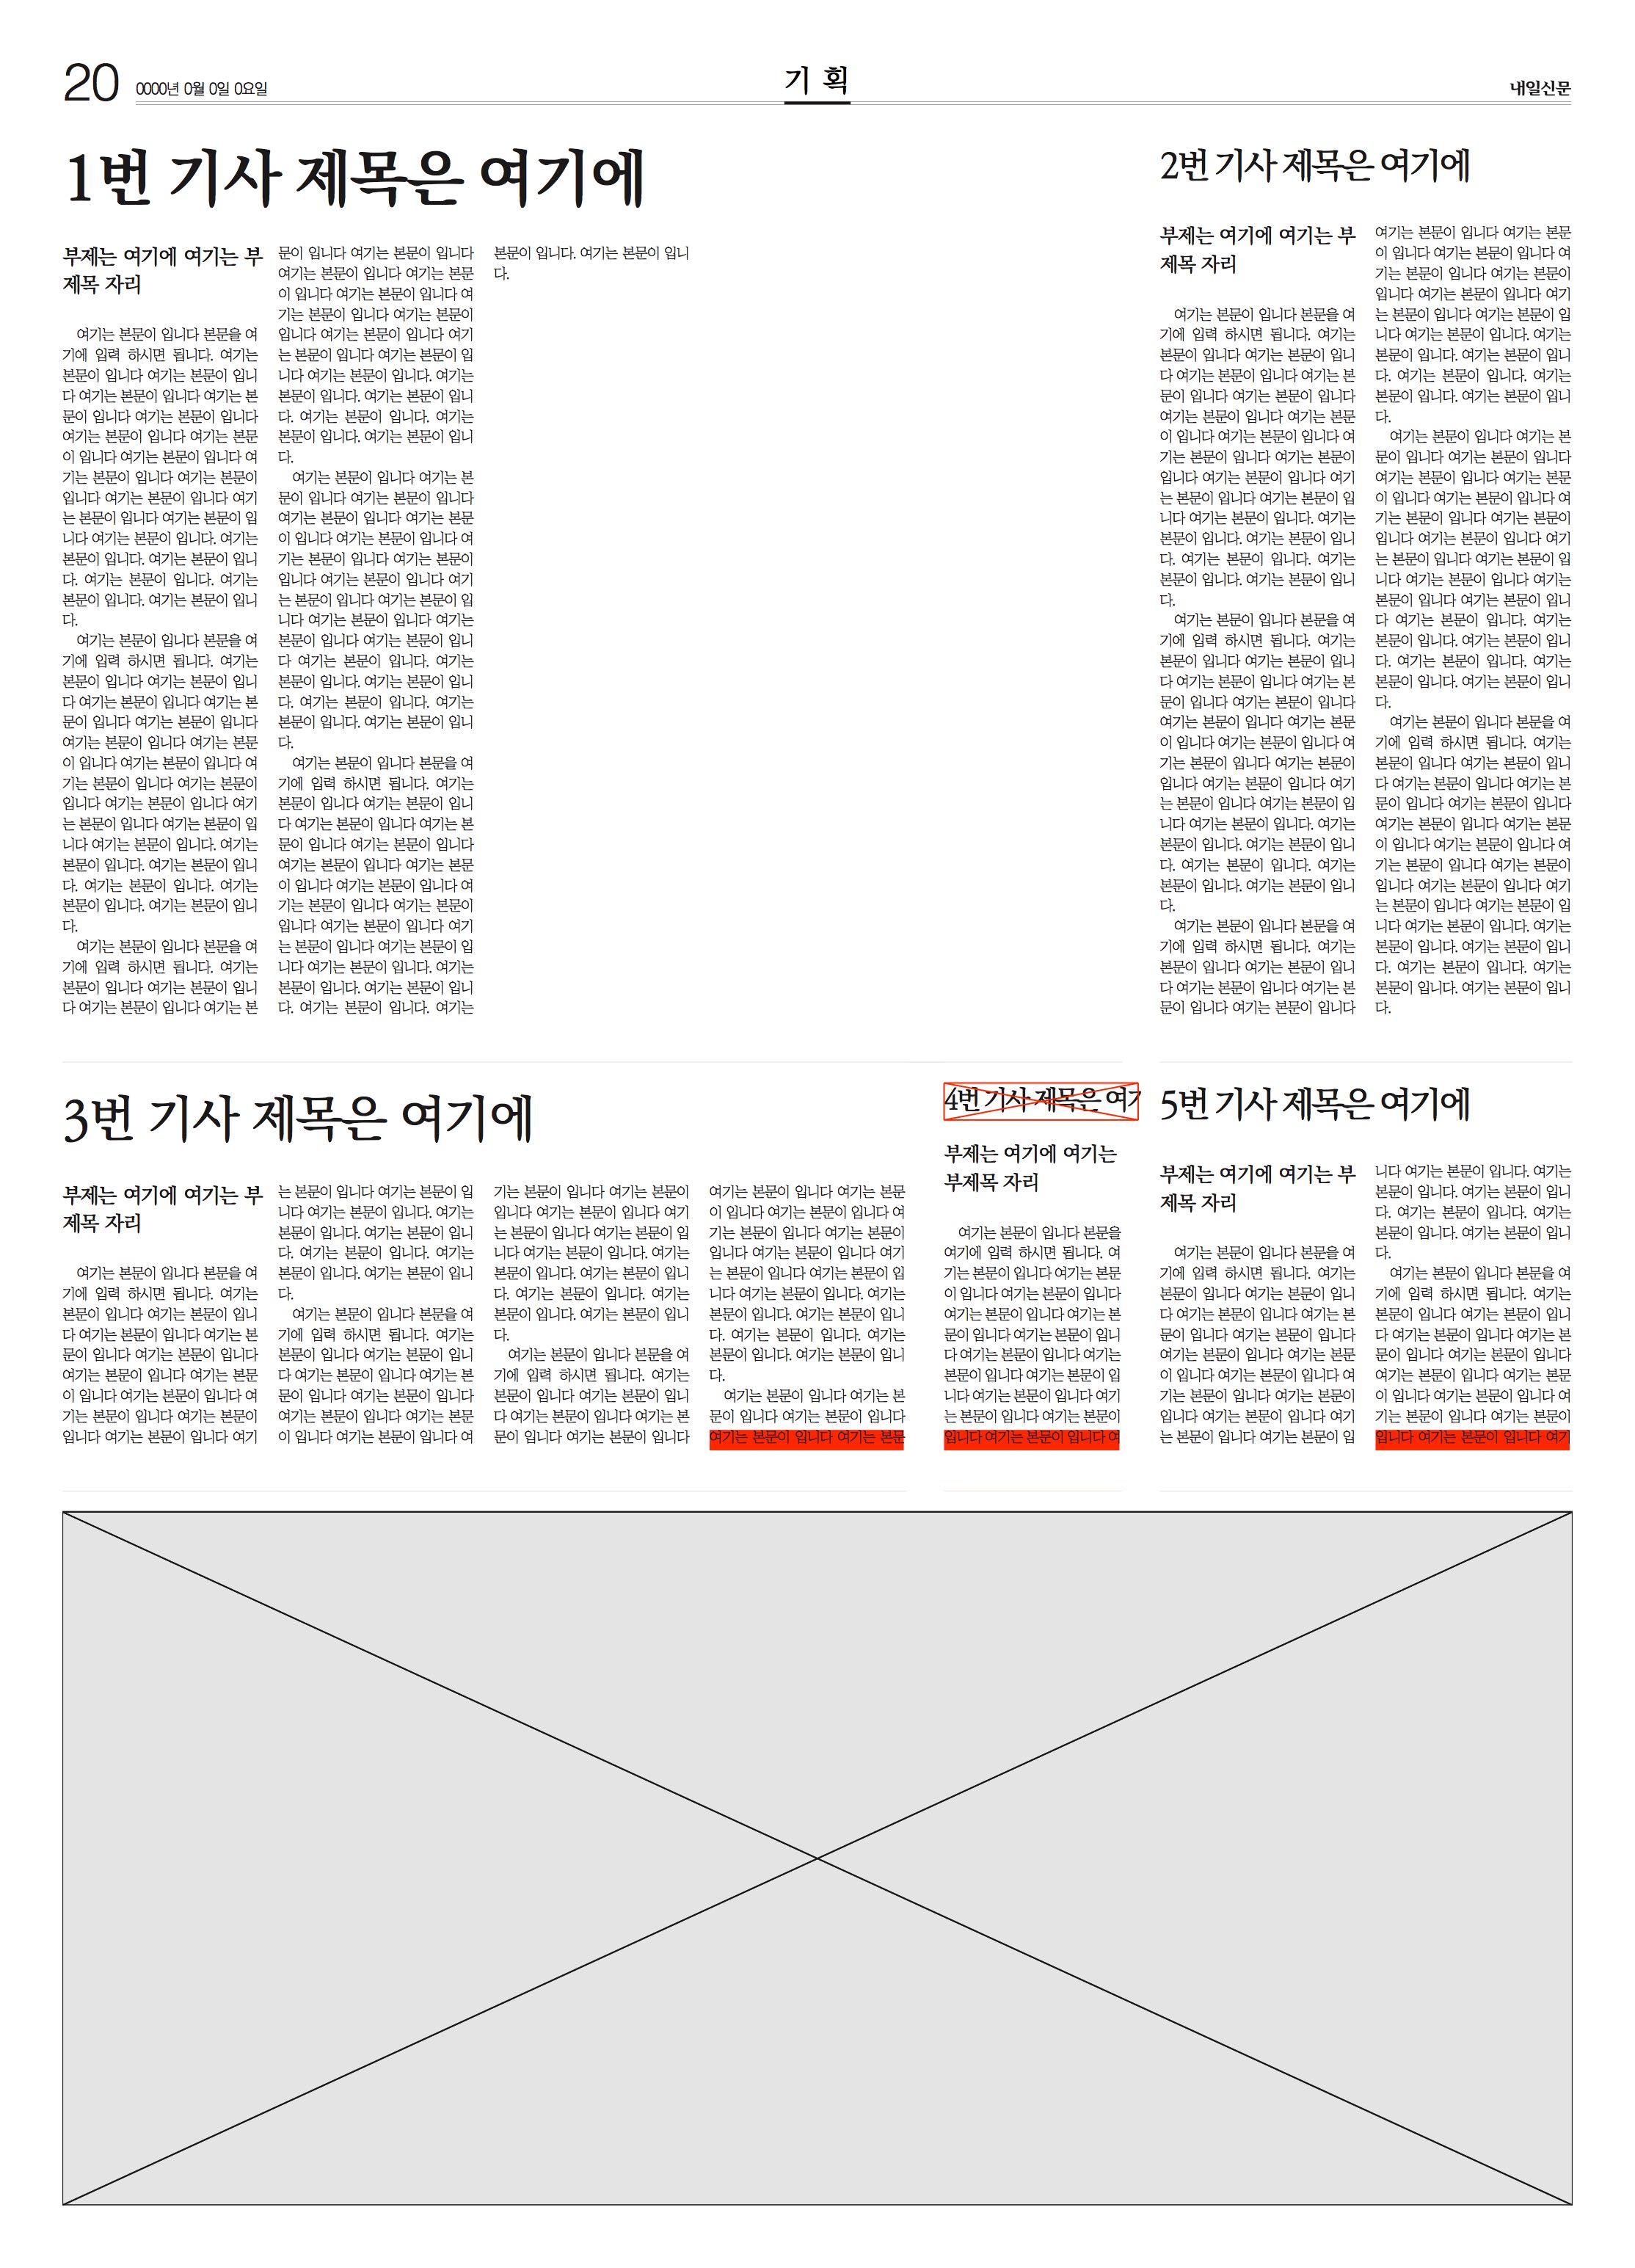 20
0000년 0월 0일 0요일
기 획
내일신문
1번 기사 제목은 여기에
부제는 여기에 여기는 부
제목 자리
여기는 본문이 입니다 본문을 여
기에 입력 하시면 됩니다. 여기는
본문이 입니다 여기는 본문이 입니
다 여기는 본문이 입니다 여기는 본
문이 입니다 여기는 본문이 입니다
여기는 본문이 입니다 여기는 본문
이 입니다 여기는 본문이 입니다 여
기는 본문이 입니다 여기는 본문이
입니다 여기는 본문이 입니다 여기
는 본문이 입니다 여기는 본문이 입
니다 여기는 본문이 입니다. 여기는
본문이 입니다. 여기는 본문이 입니
다. 여기는 본문이 입니다. 여기는
본문이 입니다. 여기는 본문이 입니
다.
여기는 본문이 입니다 본문을 여
기에 입력 하시면 됩니다. 여기는
본문이 입니다 여기는 본문이 입니
다 여기는 본문이 입니다 여기는 본
문이 입니다 여기는 본문이 입니다
여기는 본문이 입니다 여기는 본문
이 입니다 여기는 본문이 입니다 여
기는 본문이 입니다 여기는 본문이
입니다 여기는 본문이 입니다 여기
는 본문이 입니다 여기는 본문이 입
니다 여기는 본문이 입니다. 여기는
본문이 입니다. 여기는 본문이 입니
다. 여기는 본문이 입니다. 여기는
본문이 입니다. 여기는 본문이 입니
다.
여기는 본문이 입니다 본문을 여
기에 입력 하시면 됩니다. 여기는
본문이 입니다 여기는 본문이 입니
다 여기는 본문이 입니다 여기는 본
문이 입니다 여기는 본문이 입니다
여기는 본문이 입니다 여기는 본문
이 입니다 여기는 본문이 입니다 여
기는 본문이 입니다 여기는 본문이
입니다 여기는 본문이 입니다 여기
는 본문이 입니다 여기는 본문이 입
니다 여기는 본문이 입니다. 여기는
본문이 입니다. 여기는 본문이 입니
다. 여기는 본문이 입니다. 여기는
본문이 입니다. 여기는 본문이 입니
다.
여기는 본문이 입니다 여기는 본
문이 입니다 여기는 본문이 입니다
여기는 본문이 입니다 여기는 본문
이 입니다 여기는 본문이 입니다 여
기는 본문이 입니다 여기는 본문이
입니다 여기는 본문이 입니다 여기
는 본문이 입니다 여기는 본문이 입
니다 여기는 본문이 입니다 여기는
본문이 입니다 여기는 본문이 입니
다 여기는 본문이 입니다. 여기는
본문이 입니다. 여기는 본문이 입니
다. 여기는 본문이 입니다. 여기는
본문이 입니다. 여기는 본문이 입니
다.
여기는 본문이 입니다 본문을 여
기에 입력 하시면 됩니다. 여기는
본문이 입니다 여기는 본문이 입니
다 여기는 본문이 입니다 여기는 본
문이 입니다 여기는 본문이 입니다
여기는 본문이 입니다 여기는 본문
이 입니다 여기는 본문이 입니다 여
기는 본문이 입니다 여기는 본문이
입니다 여기는 본문이 입니다 여기
는 본문이 입니다 여기는 본문이 입
니다 여기는 본문이 입니다. 여기는
본문이 입니다. 여기는 본문이 입니
다. 여기는 본문이 입니다. 여기는
본문이 입니다. 여기는 본문이 입니
다.
2번 기사 제목은 여기에
부제는 여기에 여기는 부
제목 자리
여기는 본문이 입니다 본문을 여
기에 입력 하시면 됩니다. 여기는
본문이 입니다 여기는 본문이 입니
다 여기는 본문이 입니다 여기는 본
문이 입니다 여기는 본문이 입니다
여기는 본문이 입니다 여기는 본문
이 입니다 여기는 본문이 입니다 여
기는 본문이 입니다 여기는 본문이
입니다 여기는 본문이 입니다 여기
는 본문이 입니다 여기는 본문이 입
니다 여기는 본문이 입니다. 여기는
본문이 입니다. 여기는 본문이 입니
다. 여기는 본문이 입니다. 여기는
본문이 입니다. 여기는 본문이 입니
다.
여기는 본문이 입니다 본문을 여
기에 입력 하시면 됩니다. 여기는
본문이 입니다 여기는 본문이 입니
다 여기는 본문이 입니다 여기는 본
문이 입니다 여기는 본문이 입니다
여기는 본문이 입니다 여기는 본문
이 입니다 여기는 본문이 입니다 여
기는 본문이 입니다 여기는 본문이
입니다 여기는 본문이 입니다 여기
는 본문이 입니다 여기는 본문이 입
니다 여기는 본문이 입니다. 여기는
본문이 입니다. 여기는 본문이 입니
다. 여기는 본문이 입니다. 여기는
본문이 입니다. 여기는 본문이 입니
다.
여기는 본문이 입니다 본문을 여
기에 입력 하시면 됩니다. 여기는
본문이 입니다 여기는 본문이 입니
다 여기는 본문이 입니다 여기는 본
문이 입니다 여기는 본문이 입니다
여기는 본문이 입니다 여기는 본문
이 입니다 여기는 본문이 입니다 여
기는 본문이 입니다 여기는 본문이
입니다 여기는 본문이 입니다 여기
는 본문이 입니다 여기는 본문이 입
니다 여기는 본문이 입니다. 여기는
본문이 입니다. 여기는 본문이 입니
다. 여기는 본문이 입니다. 여기는
본문이 입니다. 여기는 본문이 입니
다.
여기는 본문이 입니다 여기는 본
문이 입니다 여기는 본문이 입니다
여기는 본문이 입니다 여기는 본문
이 입니다 여기는 본문이 입니다 여
기는 본문이 입니다 여기는 본문이
입니다 여기는 본문이 입니다 여기
는 본문이 입니다 여기는 본문이 입
니다 여기는 본문이 입니다 여기는
본문이 입니다 여기는 본문이 입니
다 여기는 본문이 입니다. 여기는
본문이 입니다. 여기는 본문이 입니
다. 여기는 본문이 입니다. 여기는
본문이 입니다. 여기는 본문이 입니
다.
여기는 본문이 입니다 본문을 여
기에 입력 하시면 됩니다. 여기는
본문이 입니다 여기는 본문이 입니
다 여기는 본문이 입니다 여기는 본
문이 입니다 여기는 본문이 입니다
여기는 본문이 입니다 여기는 본문
이 입니다 여기는 본문이 입니다 여
기는 본문이 입니다 여기는 본문이
입니다 여기는 본문이 입니다 여기
는 본문이 입니다 여기는 본문이 입
니다 여기는 본문이 입니다. 여기는
본문이 입니다. 여기는 본문이 입니
다. 여기는 본문이 입니다. 여기는
본문이 입니다. 여기는 본문이 입니
다.
3번 기사 제목은 여기에
부제는 여기에 여기는 부
제목 자리
여기는 본문이 입니다 본문을 여
기에 입력 하시면 됩니다. 여기는
본문이 입니다 여기는 본문이 입니
다 여기는 본문이 입니다 여기는 본
문이 입니다 여기는 본문이 입니다
여기는 본문이 입니다 여기는 본문
이 입니다 여기는 본문이 입니다 여
기는 본문이 입니다 여기는 본문이
입니다 여기는 본문이 입니다 여기
는 본문이 입니다 여기는 본문이 입
니다 여기는 본문이 입니다. 여기는
본문이 입니다. 여기는 본문이 입니
다. 여기는 본문이 입니다. 여기는
본문이 입니다. 여기는 본문이 입니
다.
여기는 본문이 입니다 본문을 여
기에 입력 하시면 됩니다. 여기는
본문이 입니다 여기는 본문이 입니
다 여기는 본문이 입니다 여기는 본
문이 입니다 여기는 본문이 입니다
여기는 본문이 입니다 여기는 본문
이 입니다 여기는 본문이 입니다 여
기는 본문이 입니다 여기는 본문이
입니다 여기는 본문이 입니다 여기
는 본문이 입니다 여기는 본문이 입
니다 여기는 본문이 입니다. 여기는
본문이 입니다. 여기는 본문이 입니
다. 여기는 본문이 입니다. 여기는
본문이 입니다. 여기는 본문이 입니
다.
여기는 본문이 입니다 본문을 여
기에 입력 하시면 됩니다. 여기는
본문이 입니다 여기는 본문이 입니
다 여기는 본문이 입니다 여기는 본
문이 입니다 여기는 본문이 입니다
여기는 본문이 입니다 여기는 본문
이 입니다 여기는 본문이 입니다 여
기는 본문이 입니다 여기는 본문이
입니다 여기는 본문이 입니다 여기
는 본문이 입니다 여기는 본문이 입
니다 여기는 본문이 입니다. 여기는
본문이 입니다. 여기는 본문이 입니
다. 여기는 본문이 입니다. 여기는
본문이 입니다. 여기는 본문이 입니
다.
여기는 본문이 입니다 여기는 본
문이 입니다 여기는 본문이 입니다
여기는 본문이 입니다 여기는 본문
4번 기사 제목은
부제는 여기에 여기는
부제목 자리
여기는 본문이 입니다 본문을
여기에 입력 하시면 됩니다. 여
기는 본문이 입니다 여기는 본문
이 입니다 여기는 본문이 입니다
여기는 본문이 입니다 여기는 본
문이 입니다 여기는 본문이 입니
다 여기는 본문이 입니다 여기는
본문이 입니다 여기는 본문이 입
니다 여기는 본문이 입니다 여기
는 본문이 입니다 여기는 본문이
입니다 여기는 본문이 입니다 여
5번 기사 제목은 여기에
부제는 여기에 여기는 부
제목 자리
여기는 본문이 입니다 본문을 여
기에 입력 하시면 됩니다. 여기는
본문이 입니다 여기는 본문이 입니
다 여기는 본문이 입니다 여기는 본
문이 입니다 여기는 본문이 입니다
여기는 본문이 입니다 여기는 본문
이 입니다 여기는 본문이 입니다 여
기는 본문이 입니다 여기는 본문이
입니다 여기는 본문이 입니다 여기
는 본문이 입니다 여기는 본문이 입
니다 여기는 본문이 입니다. 여기는
본문이 입니다. 여기는 본문이 입니
다. 여기는 본문이 입니다. 여기는
본문이 입니다. 여기는 본문이 입니
다.
여기는 본문이 입니다 본문을 여
기에 입력 하시면 됩니다. 여기는
본문이 입니다 여기는 본문이 입니
다 여기는 본문이 입니다 여기는 본
문이 입니다 여기는 본문이 입니다
여기는 본문이 입니다 여기는 본문
이 입니다 여기는 본문이 입니다 여
기는 본문이 입니다 여기는 본문이
입니다 여기는 본문이 입니다 여기